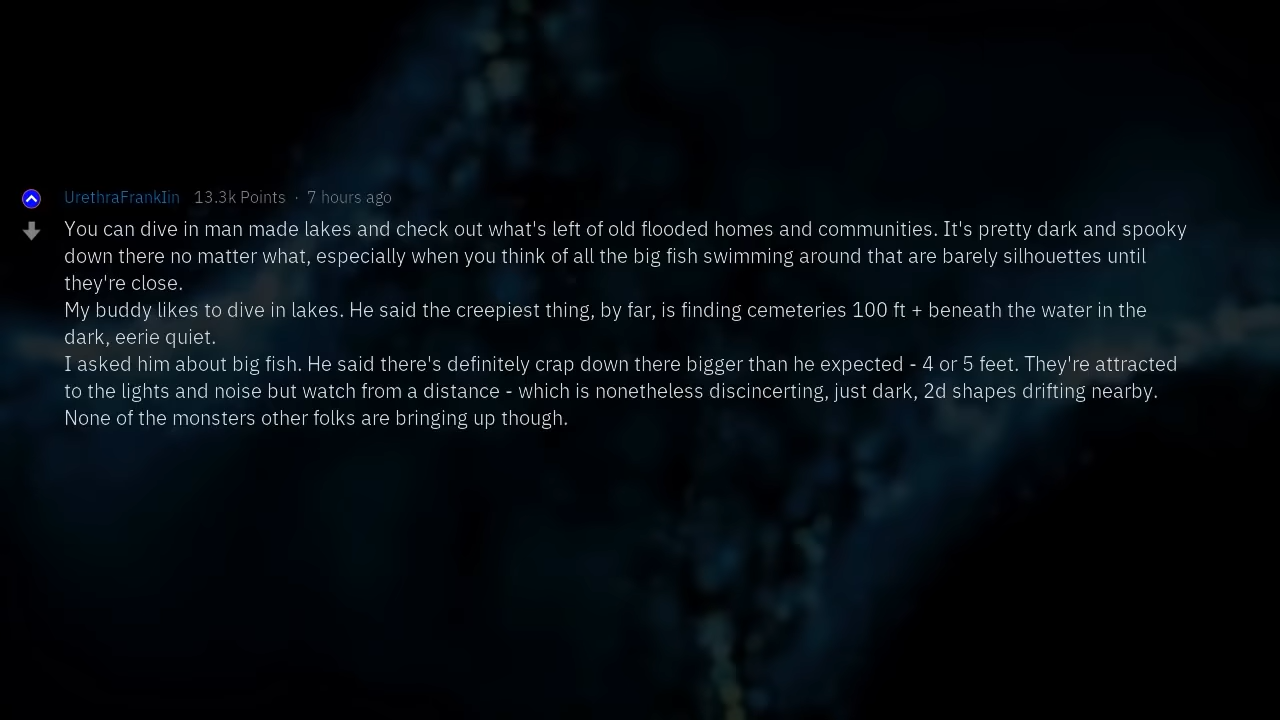 UrethraFrankIin 13.3k Points · 7 hours ago
You can dive in man made lakes and check out what's left of old flooded homes and communities. It's pretty dark and spooky
down there no matter what, especially when you think of all the big fish swimming around that are barely silhouettes until
they're close.
My buddy likes to dive in lakes. He said the creepiest thing, by far, is finding cemeteries 100 ft + beneath the water in the
dark, eerie quiet.
I asked him about big fish. He said there's definitely crap down there bigger than he expected - 4 or 5 feet. They're attracted
to the lights and noise but watch from a distance - which is nonetheless discincerting, just dark, 2d shapes drifting nearby.
None of the monsters other folks are bringing up though.